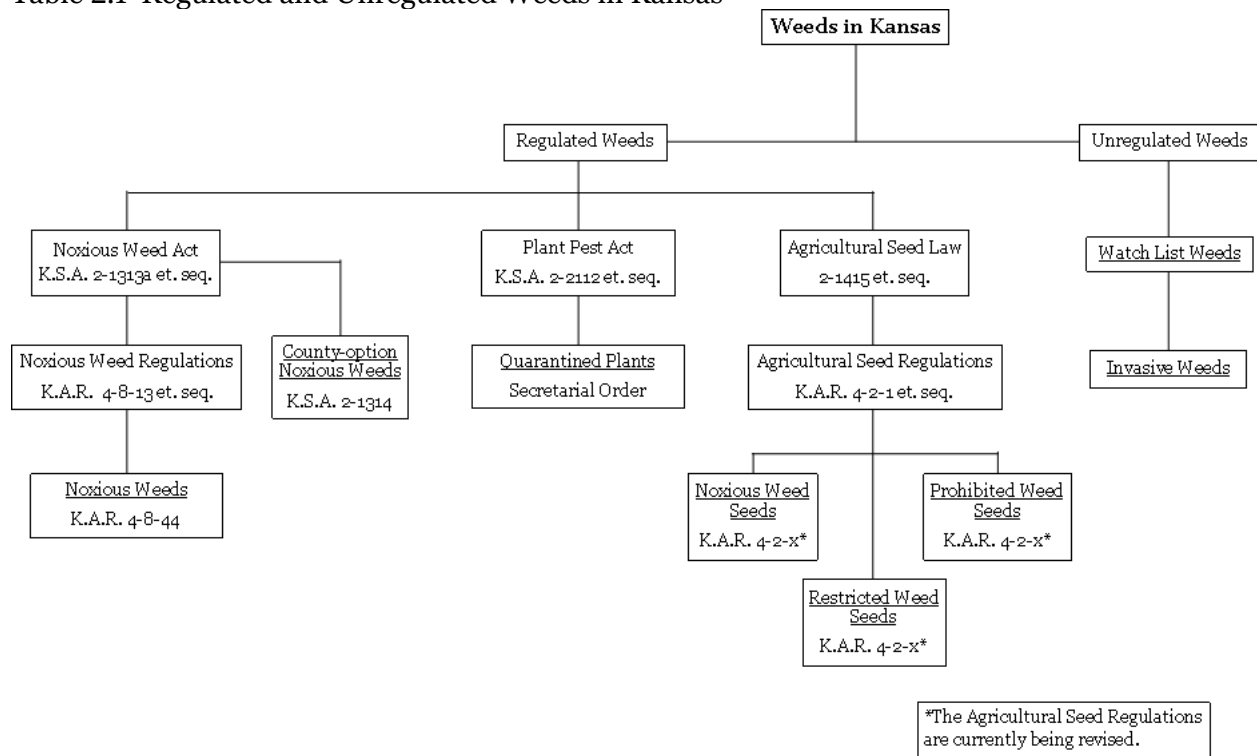 Table 2.1 Regulated and Unregulated Weeds in Kansas
Weeds in Kansas
Regulated Weeds
Unregulated Weeds
Noxious Weed Act
K.S.A. 2-1313a et. seq.
Plant Pest Act
K.S.A. 2-2112 et. seq.
Agricultural Seed Law
2-1415 et. seq.
Watch List Weeds
Noxious Weed Regulations
K.A.R. 4-8-13 et. seq.
County-option
Noxious Weeds
K.S.A. 2-1314
Quarantined Plants
Secretarial Order
Agricultural Seed Regulations
K.A.R. 4-2-1 et. seq.
Invasive Weeds
Noxious Weeds
K.A.R. 4-8-44
Noxious Weed
Seeds
K.A.R. 4-2-x*
Prohibited Weed
Seeds
K.A.R. 4-2-x*
Restricted Weed
Seeds
K.A.R. 4-2-x*
*The Agricultural Seed Regulations
are currently being revised.